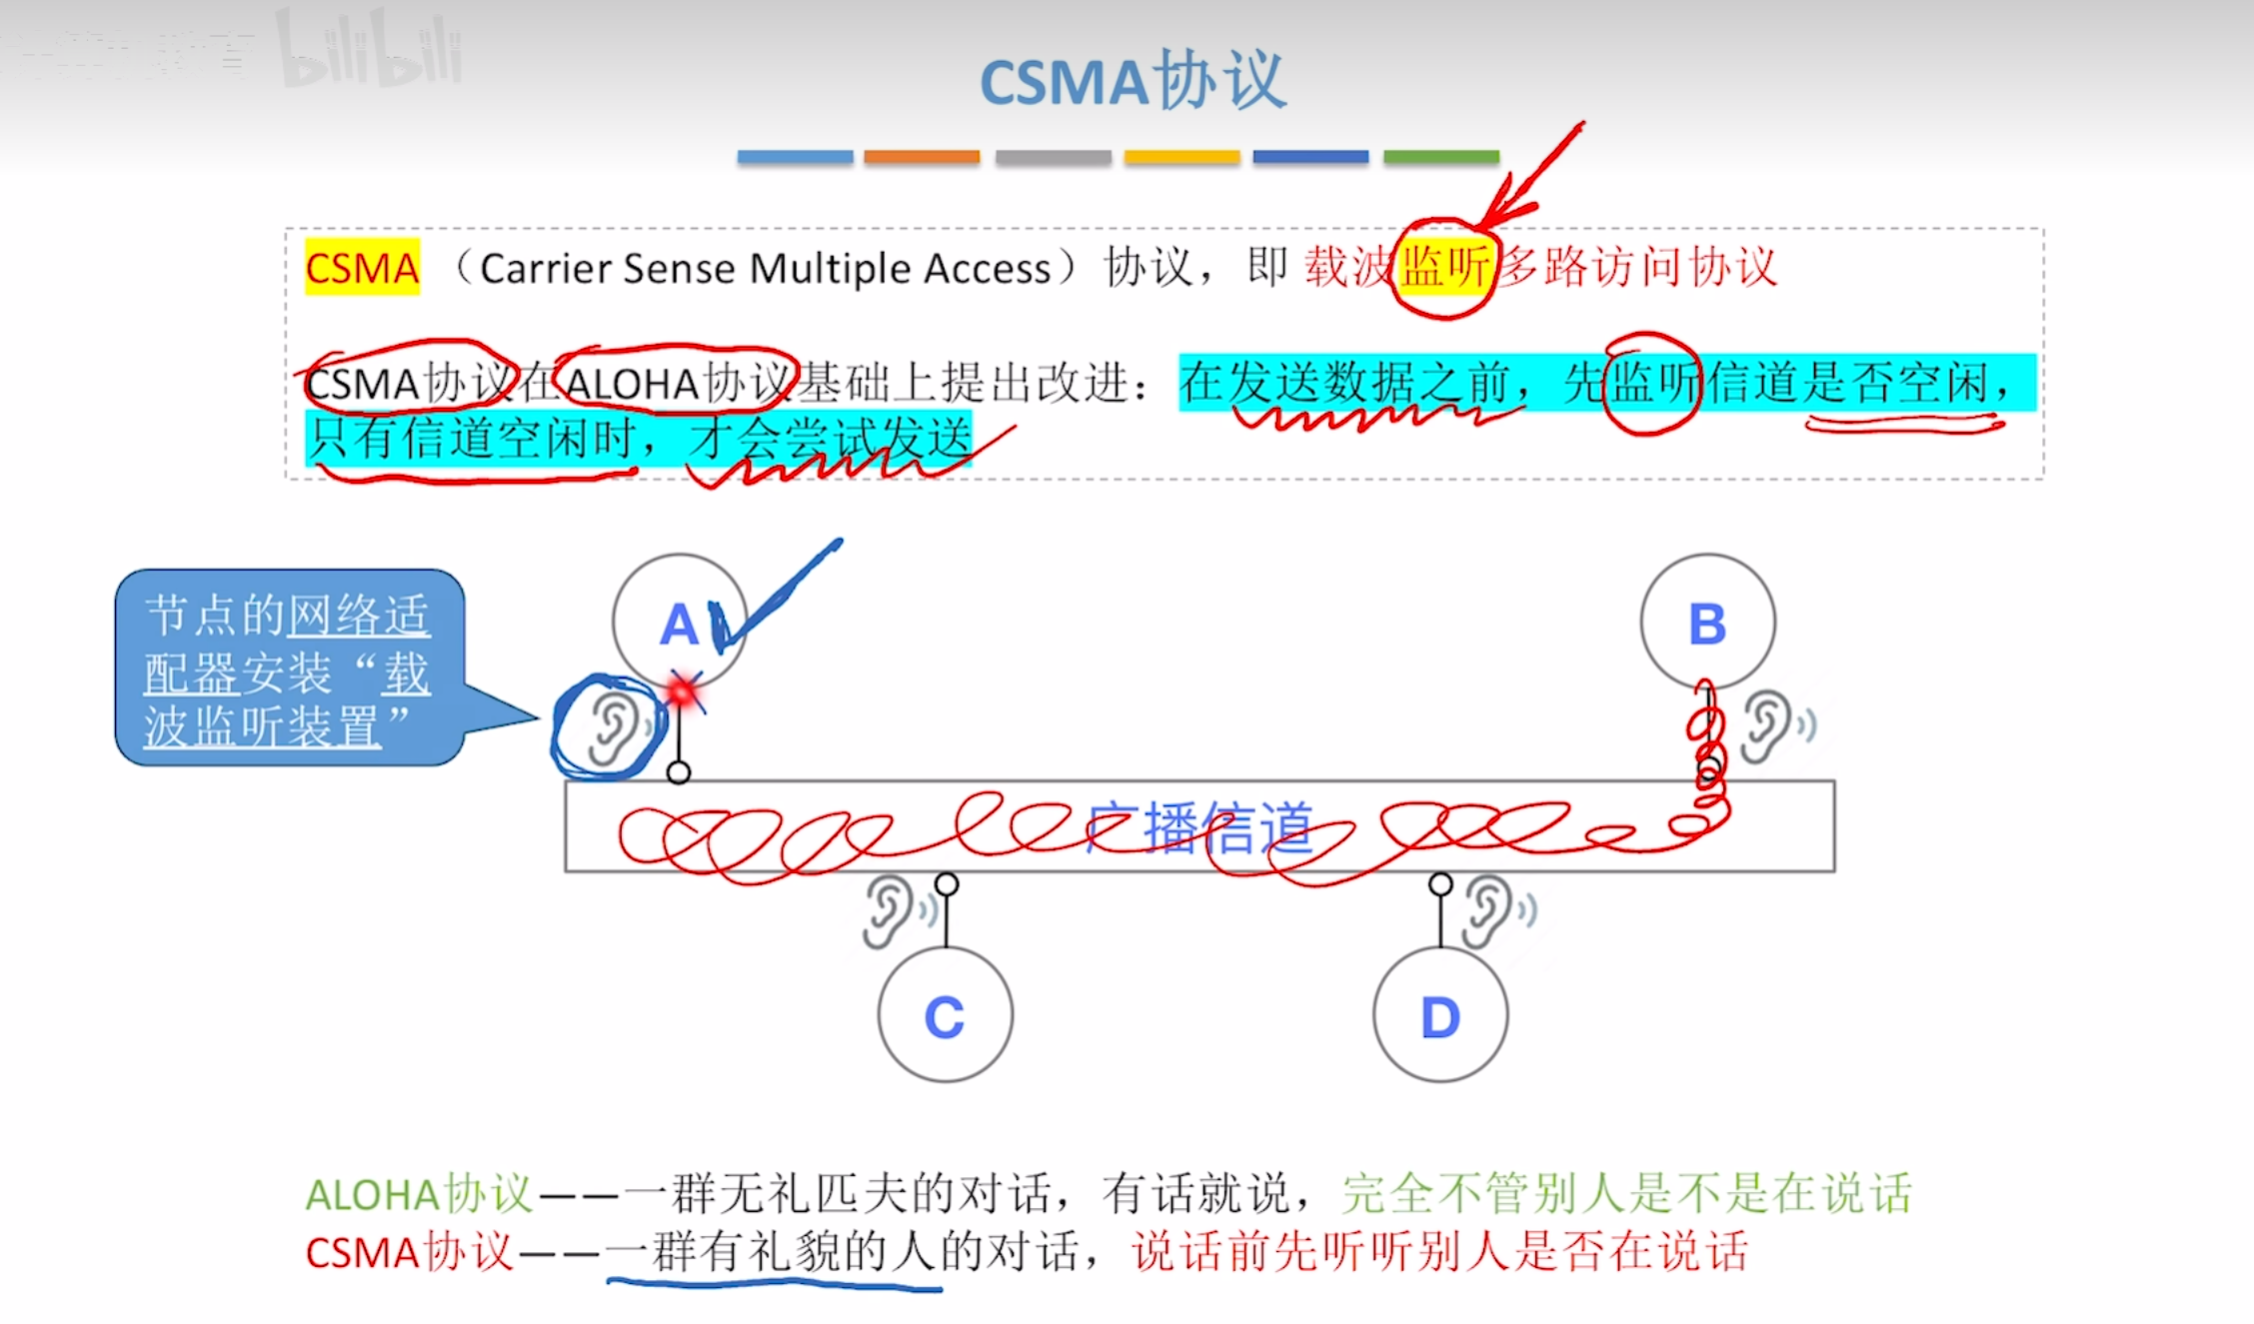 bilibili
CSMA协议
CSMA（Carrier Sense Multiple Access）协议，即 载波监听多路访问协议
CSMA协议在ALOHA协议基础上提出改进：在发送数据之前，先监听信道是否空闲，
只有信道空闲时，才会尝试发送
节点的网络适
配器安装“载
波监听装置”
A
B
广播信道
C
D
ALOHA协议——一群无礼匹夫的对话，有话就说，完全不管别人是不是在说话
CSMA协议——一群有礼貌的人的对话，说话前先听听别人是否在说话